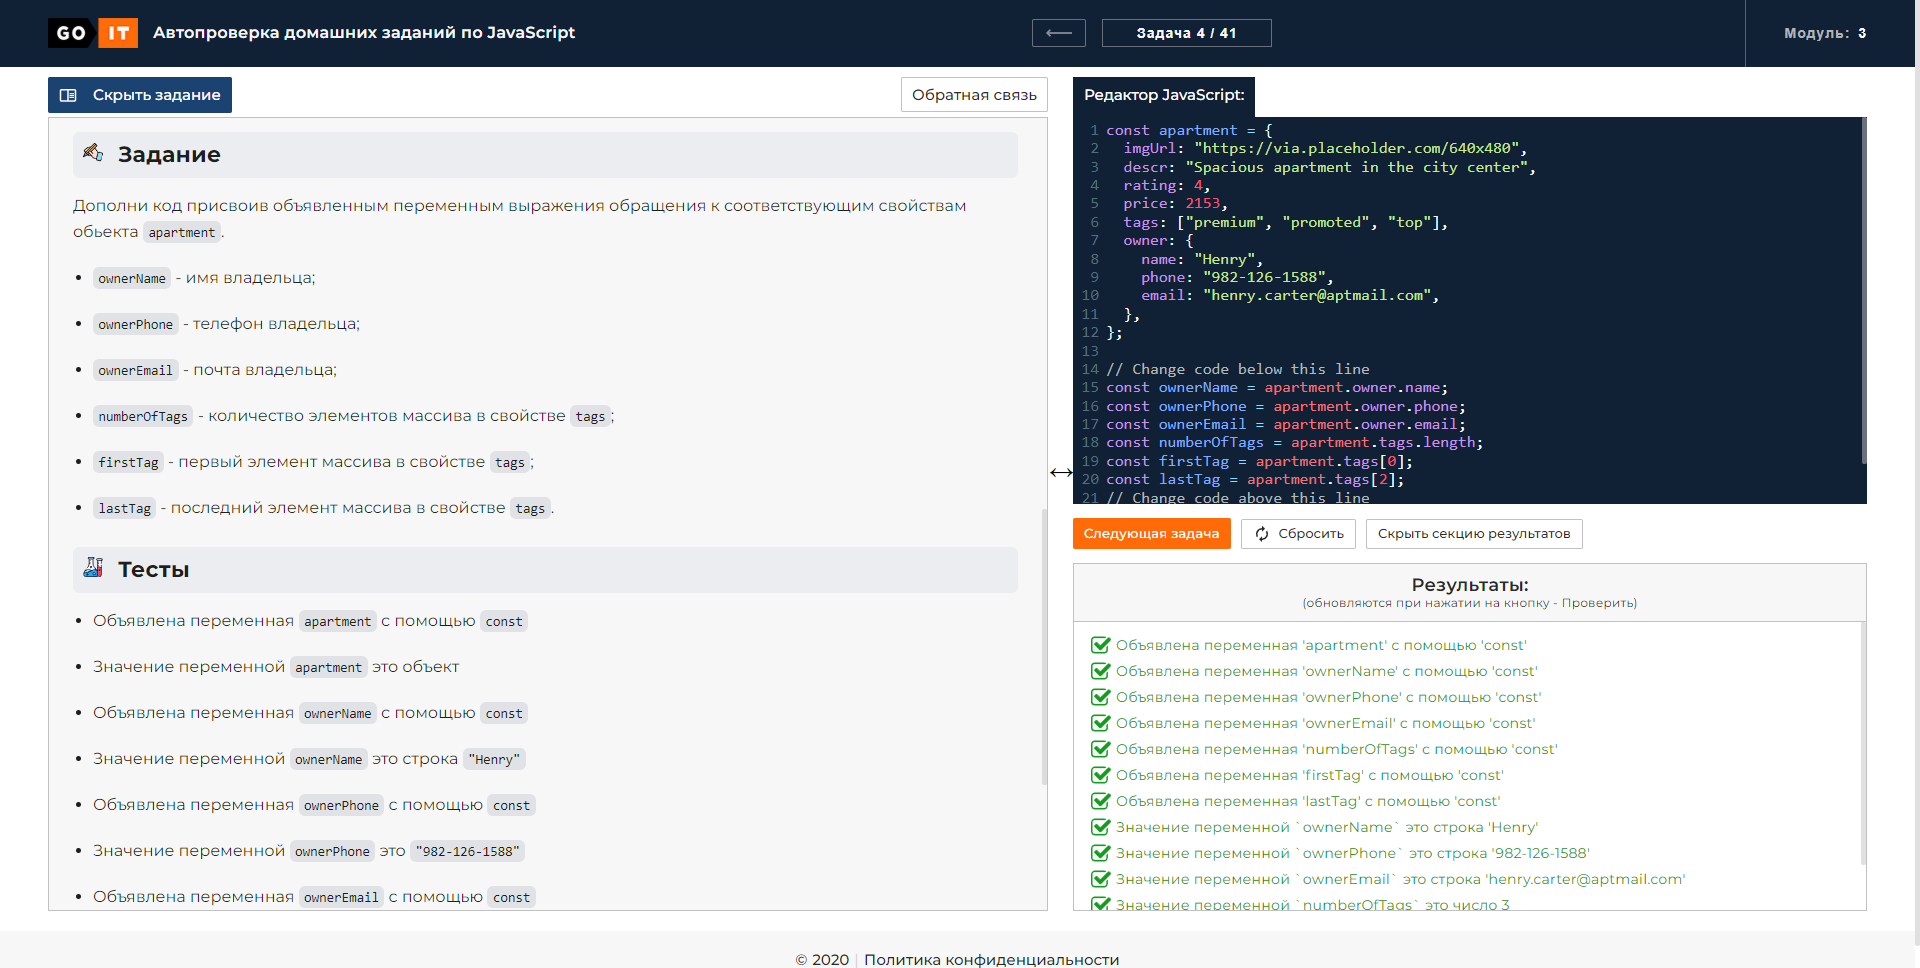 GO IT Автопроверка домашних заданий по JavaScript
Задача 4 / 41
Модуль: 3
Скрыть задание
Обратная связь
Задание
Дополни код присвоив объявленным переменным выражения обращения к соответствующим свойствам
обьекта apartment.
ownerName - имя владельца;
ownerPhone - телефон владельца;
ownerEmail - почта владельца;
numberOfTags - количество элементов массива в свойстве tags;
firstTag - первый элемент массива в свойстве tags;
lastTag - последний элемент массива в свойстве tags.
Тесты
Объявлена переменная apartment с помощью const
Значение переменной apartment это объект
Объявлена переменная ownerName с помощью const
Значение переменной ownerName это строка "Henry"
Объявлена переменная ownerPhone с помощью const
Значение переменной ownerPhone это "982-126-1588"
Объявлена переменная ownerEmail с помощью const
Редактор JavaScript:
1 const apartment = {
2 imgUrl: "https://via.placeholder.com/640x480",
3 descr: "Spacious apartment in the city center",
4 rating: 4,
5 price: 2153,
6 tags: ["premium", "promoted", "top"],
7 owner: {
8 name: "Henry",
9 phone: "982-126-1588",
10 email: "henry.carter@aptmail.com",
11 },
12 };
13
14 // Change code below this line
15 const ownerName = apartment.owner.name;
16 const ownerPhone = apartment.owner.phone;
17 const ownerEmail = apartment.owner.email;
18 const numberOfTags = apartment.tags.length;
19 const firstTag = apartment.tags[0];
20 const lastTag = apartment.tags[2];
21 // Change code above this line
Следующая задача
Сбросить
Скрыть секцию результатов
Результаты:
(обновляются при нажатии на кнопку - Проверить)
Объявлена переменная 'apartment' с помощью 'const'
Объявлена переменная 'ownerName' с помощью 'const'
Объявлена переменная 'ownerPhone' с помощью 'const'
Объявлена переменная 'ownerEmail' с помощью 'const'
Объявлена переменная 'numberOfTags' с помощью 'const'
Объявлена переменная 'firstTag' с помощью 'const'
Объявлена переменная 'lastTag' с помощью 'const'
Значение переменной `ownerName` это строка 'Henry'
Значение переменной `ownerPhone` это строка '982-126-1588'
Значение переменной `ownerEmail` это строка 'henry.carter@aptmail.com'
Значение переменной `numberOfTags` это число 3
© 2020 | Политика конфиденциальности